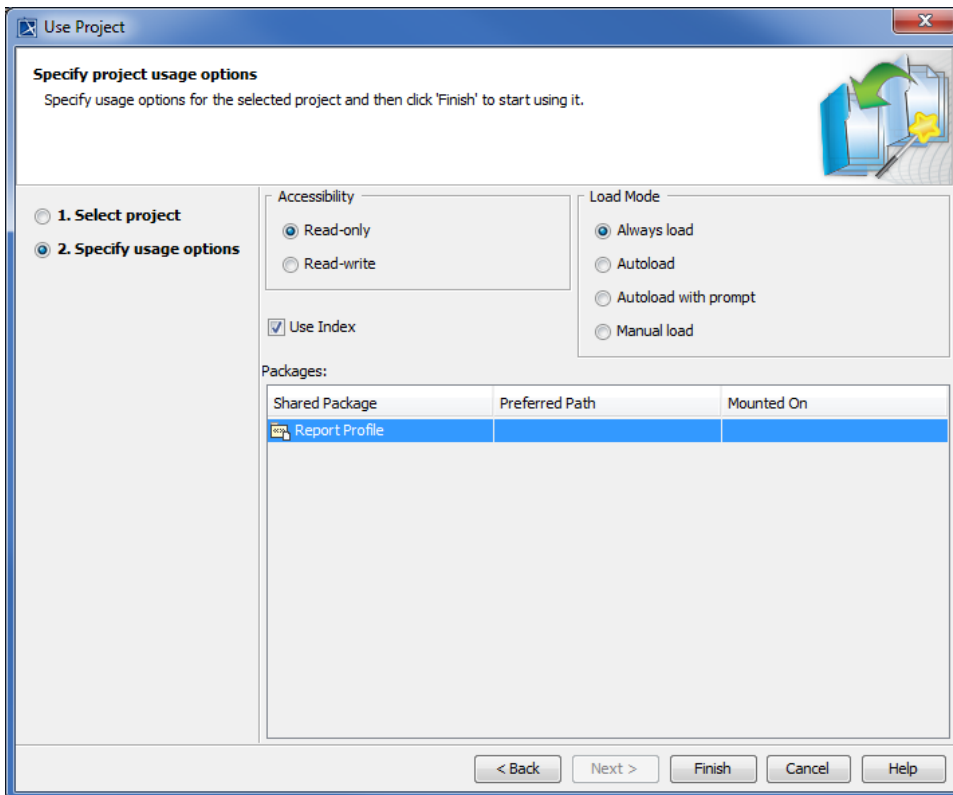 Use Project
Specify project usage options
Specify usage options for the selected project and then click 'Finish' to start using it.
1. Select project
2. Specify usage options
Accessibility
Read-only
Read-write
Use Index
Load Mode
Always load
Autoload
Autoload with prompt
Manual load
Packages:
Shared Package Preferred Path Mounted On
Report Profile
< Back Next > Finish Cancel Help